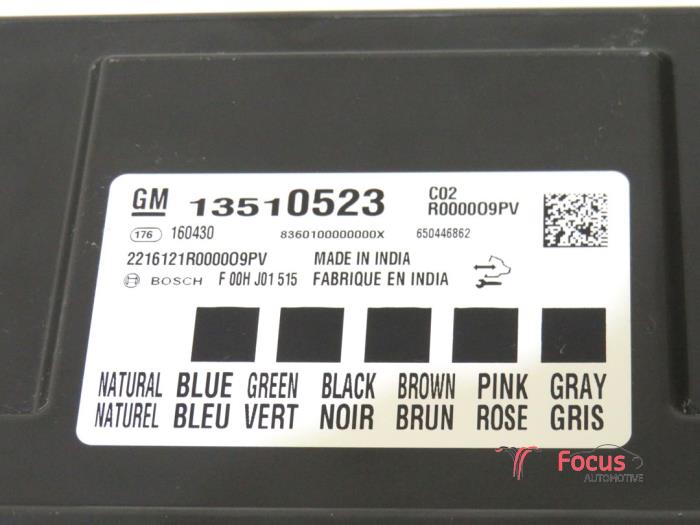 GM 13510523 C02
R000009PV
176 160430 8360100000000X 650446862
2216121R000009PV MADE IN INDIA
BOSCH F 00H J01 515 FABRIQUE EN INDIA
NATURAL BLUE GREEN BLACK BROWN PINK GRAY
NATUREL BLEU VERT NOIR BRUN ROSE GRIS
Focus
AUTOMOTIVE